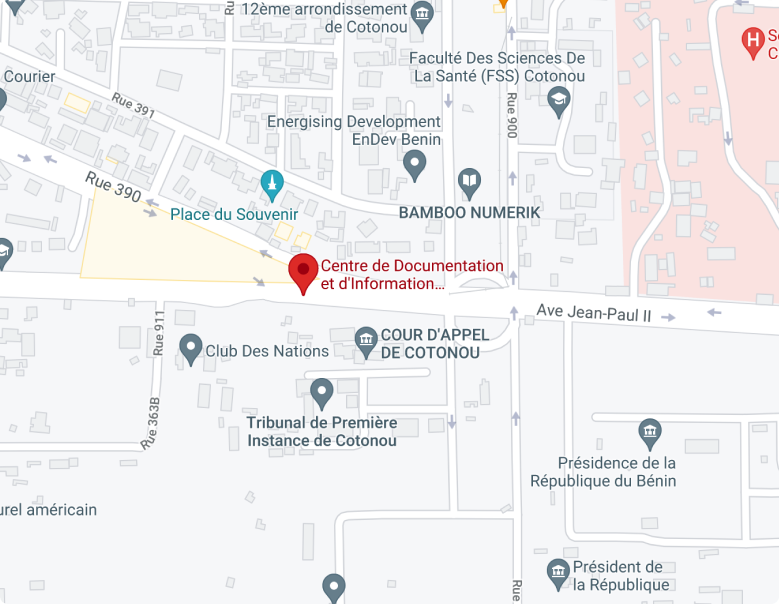 12ème arrondissement
de Cotonou
Courier
Faculté Des Sciences De
La Santé (FSS) Cotonou
H
Rue 391
Rue 900
Energising Development
EnDev Benin
Rue 390
Place du Souvenir
BAMBOO NUMERIK
Centre de Documentation
et d'Information...
Ave Jean-Paul II
Rue 911
Club Des Nations
COUR D'APPEL
DE COTONOU
Rue 363B
Tribunal de Première
Instance de Cotonou
Présidence de la
République du Bénin
urel américain
Président de
la République
Rue